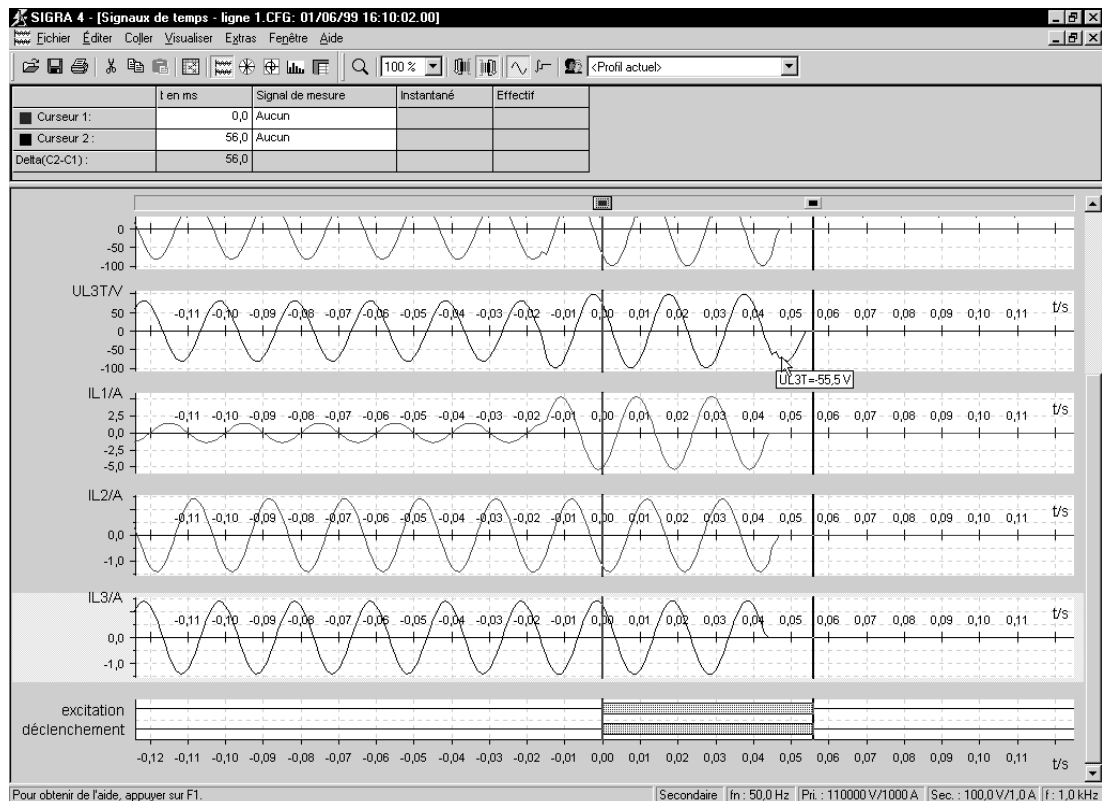 SIGRA 4 - [Signaux de temps - ligne 1.CFG: 01/06/99 16:10:02.00]
Fichier Éditer Coller Visualiser Extras Fenêtre Aide
100 % <Profil actuel>
t en ms Signal de mesure Instantané Effectif
Curseur 1: 0,0 Aucun
Curseur 2 : 56,0 Aucun
Delta(C2-C1) : 56,0
0
-50
-100
UL3T/V
50 -0,11 -0,10 -0,09 -0,08 -0,07 -0,06 -0,05 -0,04 -0,03 -0,02 -0,01 0,00 0,01 0,02 0,03 0,04 0,05 0,06 0,07 0,08 0,09 0,10 0,11 t/s
0
-50
-100
UL3T=-55,5 V
IL1/A
2,5 -0,11 -0,10 -0,09 -0,08 -0,07 -0,06 -0,05 -0,04 -0,03 -0,02 -0,01 0,00 0,01 0,02 0,03 0,04 0,05 0,06 0,07 0,08 0,09 0,10 0,11 t/s
0,0
-2,5
-5,0
IL2/A
-0,11 -0,10 -0,09 -0,08 -0,07 -0,06 -0,05 -0,04 -0,03 -0,02 -0,01 0,00 0,01 0,02 0,03 0,04 0,05 0,06 0,07 0,08 0,09 0,10 0,11 t/s
0,0
-1,0
IL3/A
-0,11 -0,10 -0,09 -0,08 -0,07 -0,06 -0,05 -0,04 -0,03 -0,02 -0,01 0,00 0,01 0,02 0,03 0,04 0,05 0,06 0,07 0,08 0,09 0,10 0,11 t/s
0,0
-1,0
excitation
déclenchement
-0,12 -0,11 -0,10 -0,09 -0,08 -0,07 -0,06 -0,05 -0,04 -0,03 -0,02 -0,01 0,00 0,01 0,02 0,03 0,04 0,05 0,06 0,07 0,08 0,09 0,10 0,11 t/s
Pour obtenir de l'aide, appuyer sur F1. Secondaire fn : 50,0 Hz Pri. : 110000 V/1000 A Sec. : 100,0 V/1,0 A f : 1,0 kHz